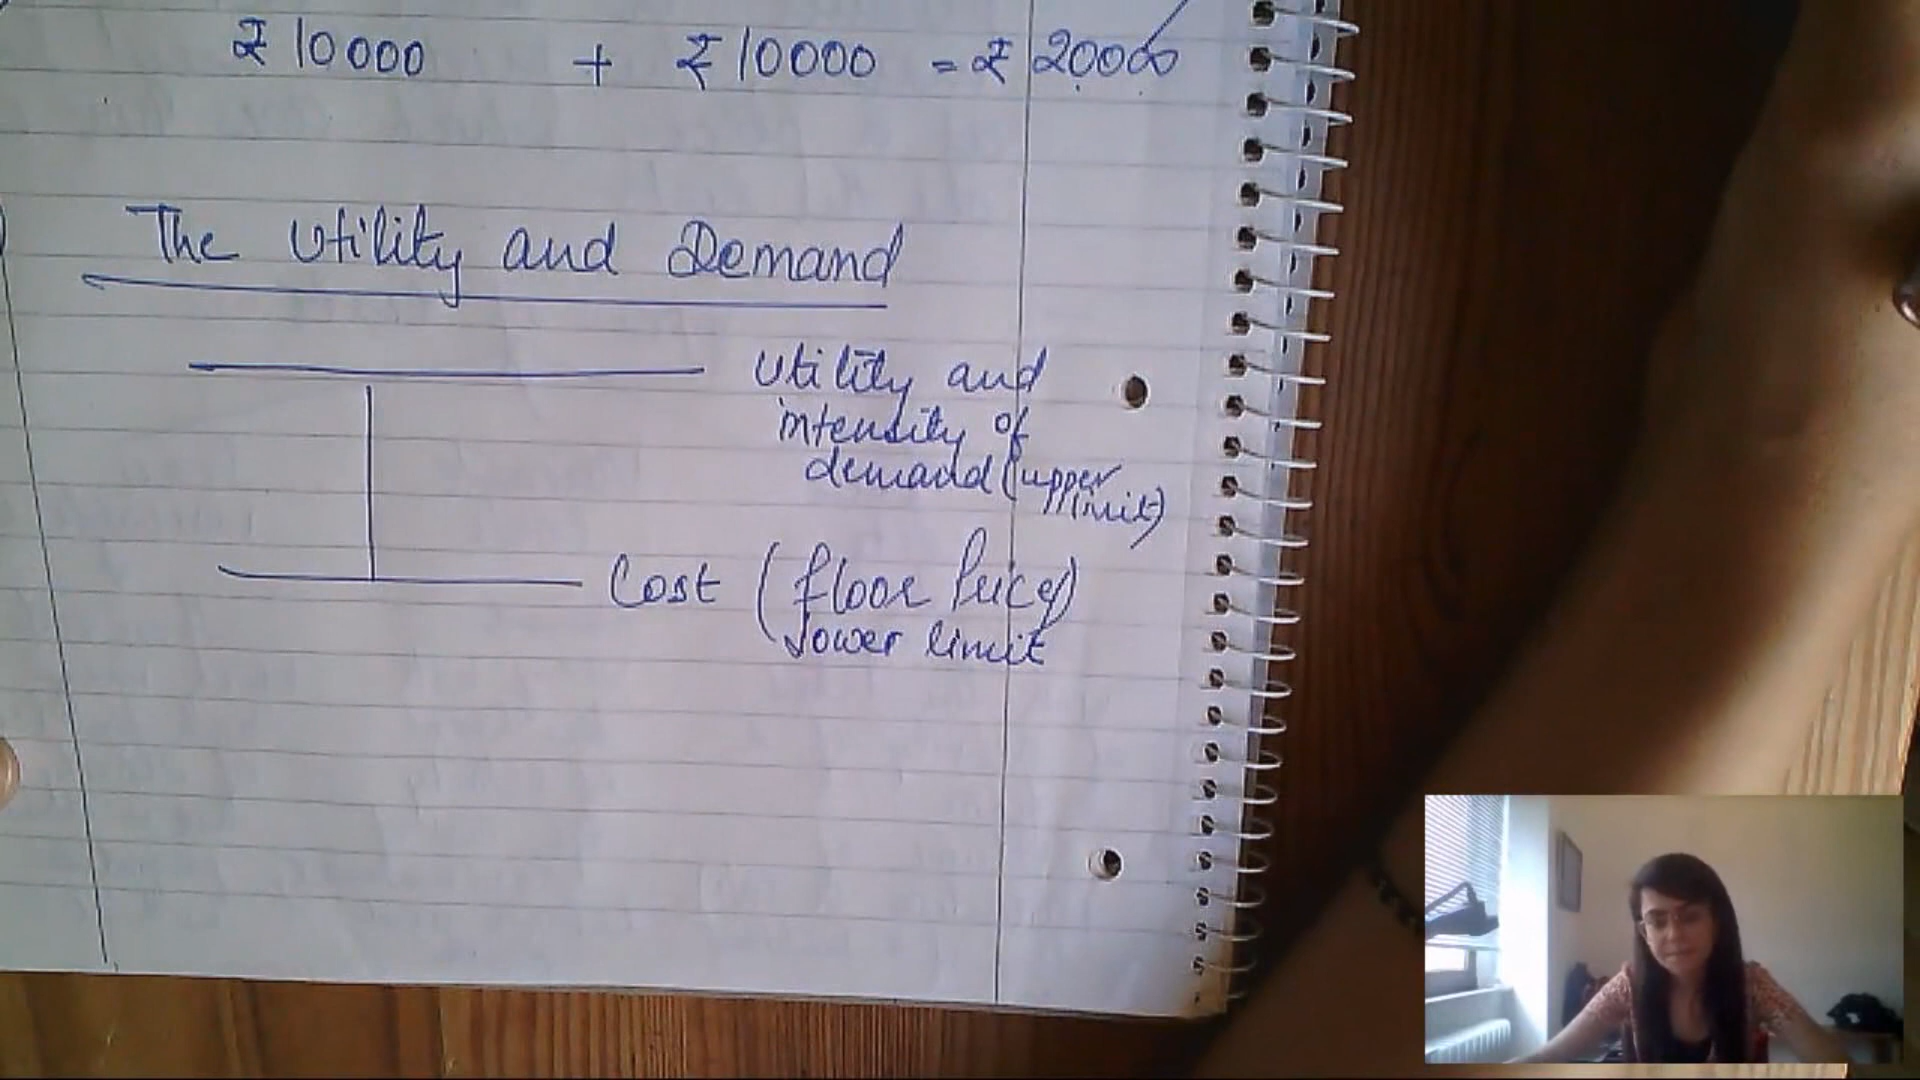 ₹ 10000 + ₹ 10000 = ₹ 20000
The Utility and Demand
Utility and
intensity of
demand (upper
limit)
Cost (floor Price)
lower limit